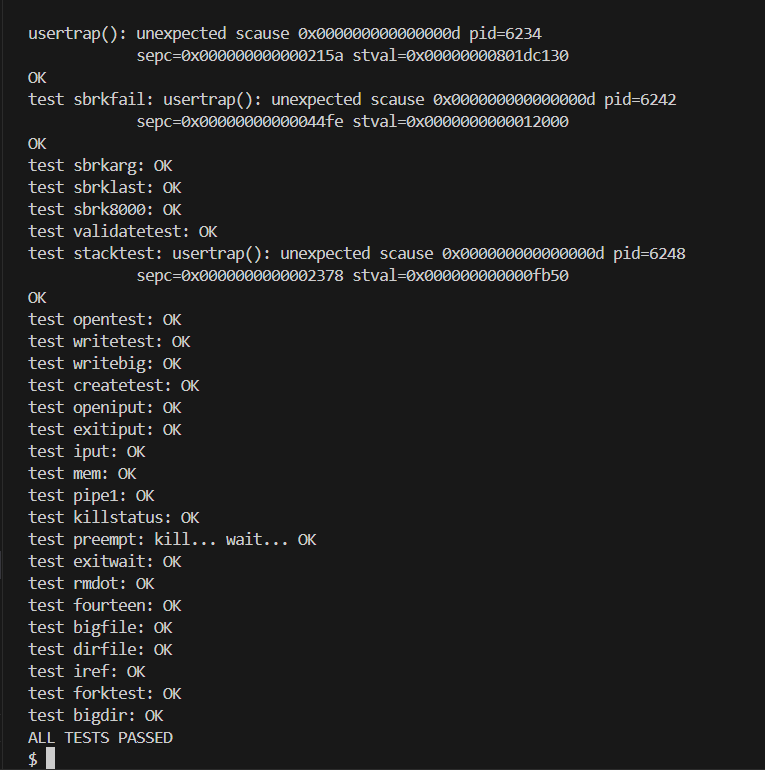 usertrap(): unexpected scause 0x000000000000000d pid=6234
            sepc=0x000000000000215a stval=0x00000000801dc130
OK
test sbrkfail: usertrap(): unexpected scause 0x000000000000000d pid=6242
            sepc=0x00000000000044fe stval=0x0000000000012000
OK
test sbrkarg: OK
test sbrklast: OK
test sbrk8000: OK
test validatetest: OK
test stacktest: usertrap(): unexpected scause 0x000000000000000d pid=6248
            sepc=0x0000000000002378 stval=0x000000000000fb50
OK
test opentest: OK
test writetest: OK
test writebig: OK
test createtest: OK
test openiput: OK
test exitiput: OK
test iput: OK
test mem: OK
test pipe1: OK
test killstatus: OK
test preempt: kill... wait... OK
test exitwait: OK
test rmdot: OK
test fourteen: OK
test bigfile: OK
test dirfile: OK
test iref: OK
test forktest: OK
test bigdir: OK
ALL TESTS PASSED
$